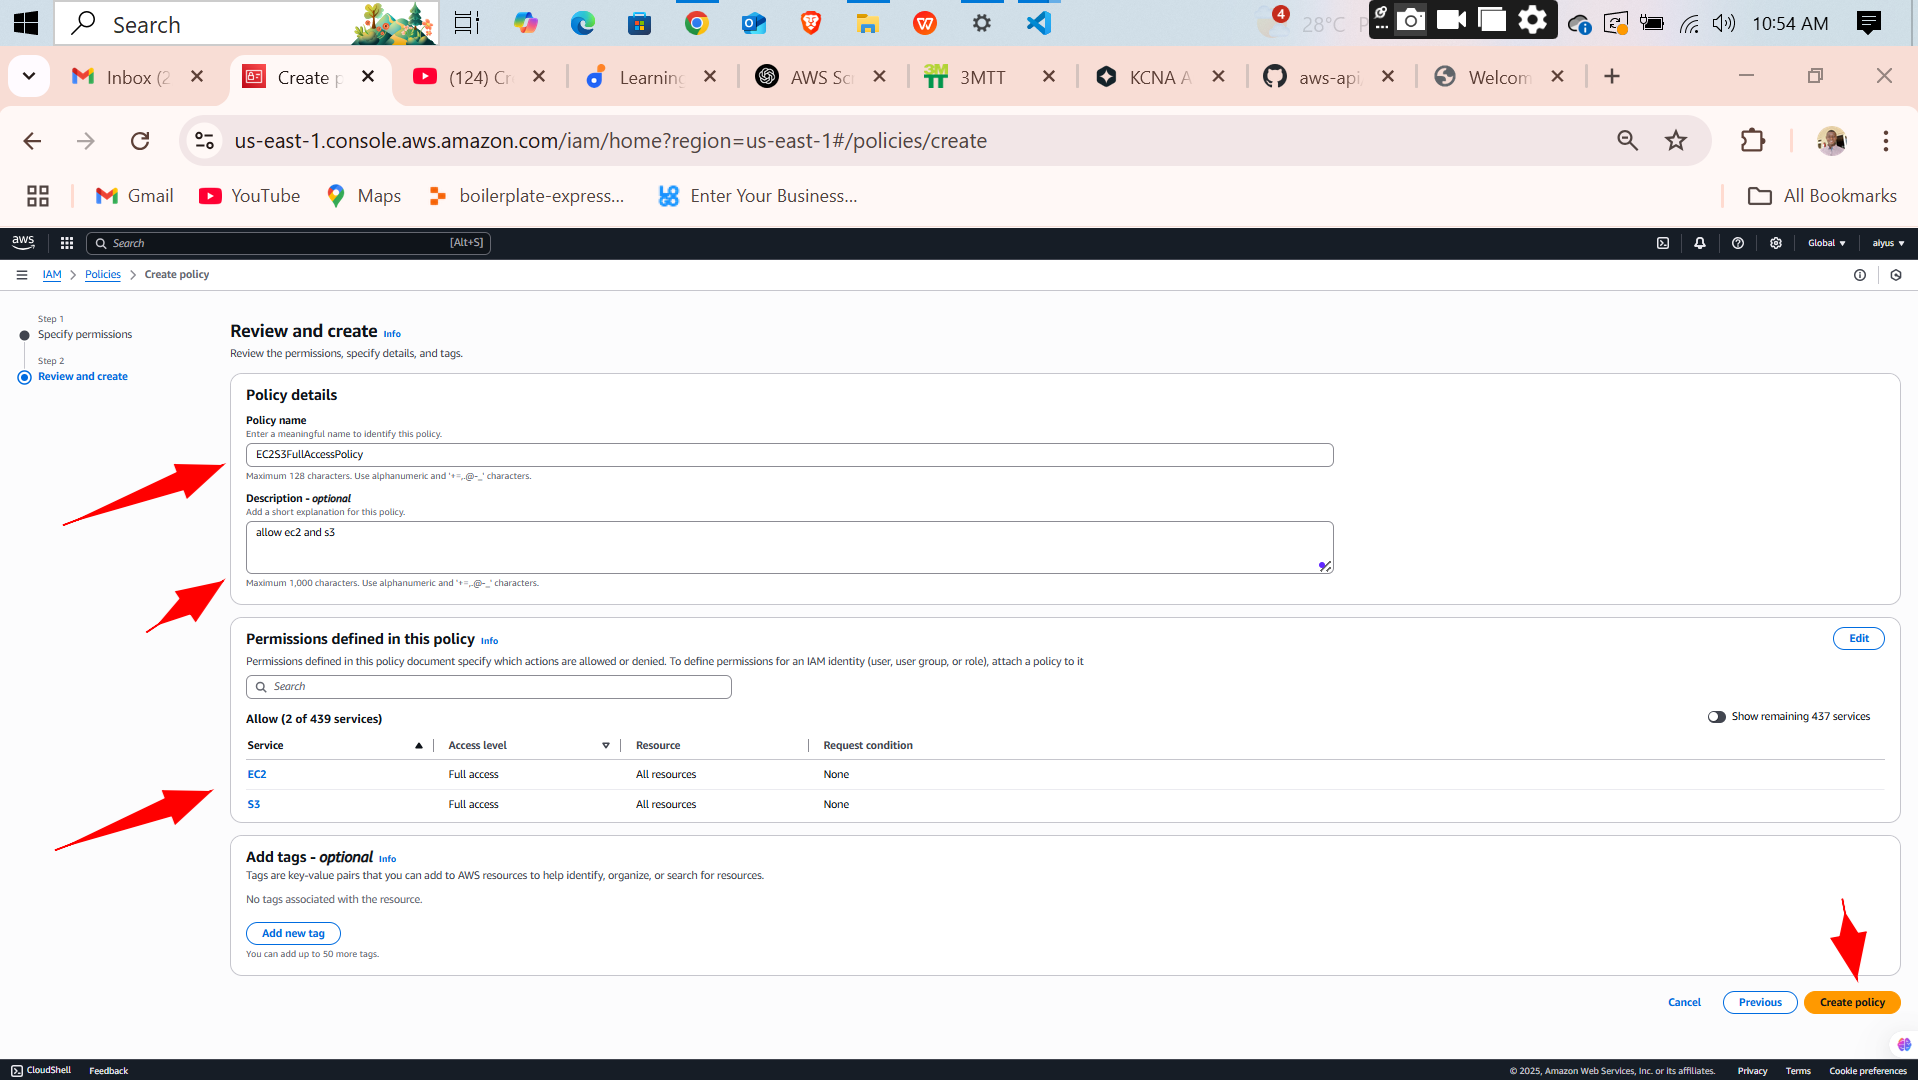 Search
4
28°C
10:54 AM
Inbox (2
Create p
(124) Cr
Learning
AWS Sc
3MTT
KCNA A
aws-api
Welcom
us-east-1.console.aws.amazon.com/iam/home?region=us-east-1#/policies/create
Gmail
YouTube
Maps
boilerplate-express...
Enter Your Business...
All Bookmarks
aws
Search
[Alt+S]
Global
aiyus
IAM
Policies
Create policy
Step 1
Specify permissions
Step 2
Review and create
Review and create Info
Review the permissions, specify details, and tags.
Policy details
Policy name
Enter a meaningful name to identify this policy.
EC2S3FullAccessPolicy
Maximum 128 characters. Use alphanumeric and '+=,.@-_' characters.
Description - optional
Add a short explanation for this policy.
allow ec2 and s3
Maximum 1,000 characters. Use alphanumeric and '+=,.@-_' characters.
Permissions defined in this policy Info
Edit
Permissions defined in this policy document specify which actions are allowed or denied. To define permissions for an IAM identity (user, user group, or role), attach a policy to it
Search
Allow (2 of 439 services)
Show remaining 437 services
Service Access level Resource Request condition
EC2 Full access All resources None
S3 Full access All resources None
Add tags - optional Info
Tags are key-value pairs that you can add to AWS resources to help identify, organize, or search for resources.
No tags associated with the resource.
Add new tag
You can add up to 50 more tags.
Cancel
Previous
Create policy
CloudShell
Feedback
© 2025, Amazon Web Services, Inc. or its affiliates.
Privacy
Terms
Cookie preferences